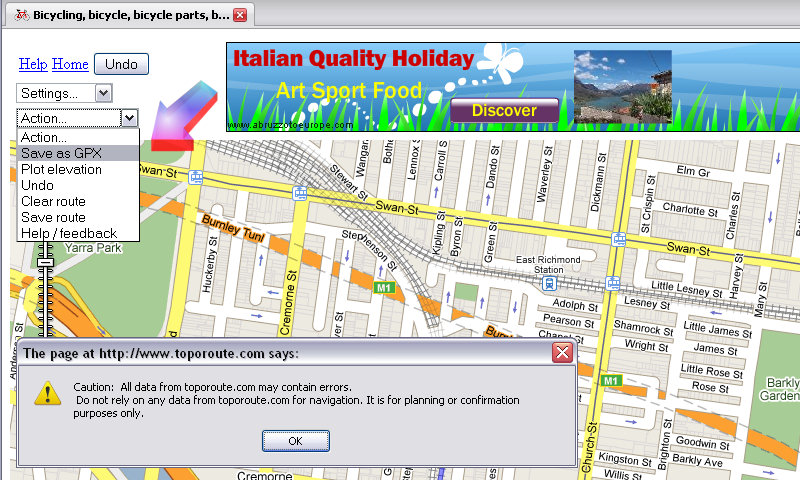 Bicycling, bicycle, bicycle parts, b...
Help Home Undo
Italian Quality Holiday
Art Sport Food
Discover
www.abruzzotoeurope.com
Settings...
Action...
Action...
Save as GPX
Plot elevation
Undo
Clear route
Save route
Help / feedback
Swan St
Stewart St
Wangar
Lennox
Carroll St
Dando St
Waverley St
Dickmann St
St Crispin St
Elm Gr
Charlotte St
Charles St
Swan St
Swan St
Yarra Park
Burnley Tunl
Huckerby St
Cremorne St
Stephenson St
Kipling St
Byron St
Green St
East Richmond
Station
Harvey St
Mary St
M1
Little Lesney St
Lesney St
Adolph St
Pearson St
Shamrock St
Wright St
Little James St
James St
Little Rose St
Rose St
M1
Barkly
Goodwin St
Barkly Ave
Kingston St
Brighton St
Church St
Cremorne St
The page at http://www.toporoute.com says:
Caution: All data from toporoute.com may contain errors.
Do not rely on any data from toporoute.com for navigation. It is for planning or confirmation
purposes only.
OK